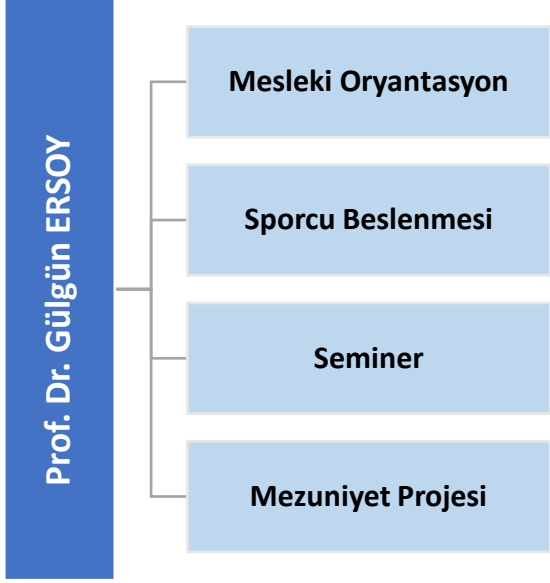 Prof. Dr. Gülgün ERSOY
Mesleki Oryantasyon
Sporcu Beslenmesi
Seminer
Mezuniyet Projesi